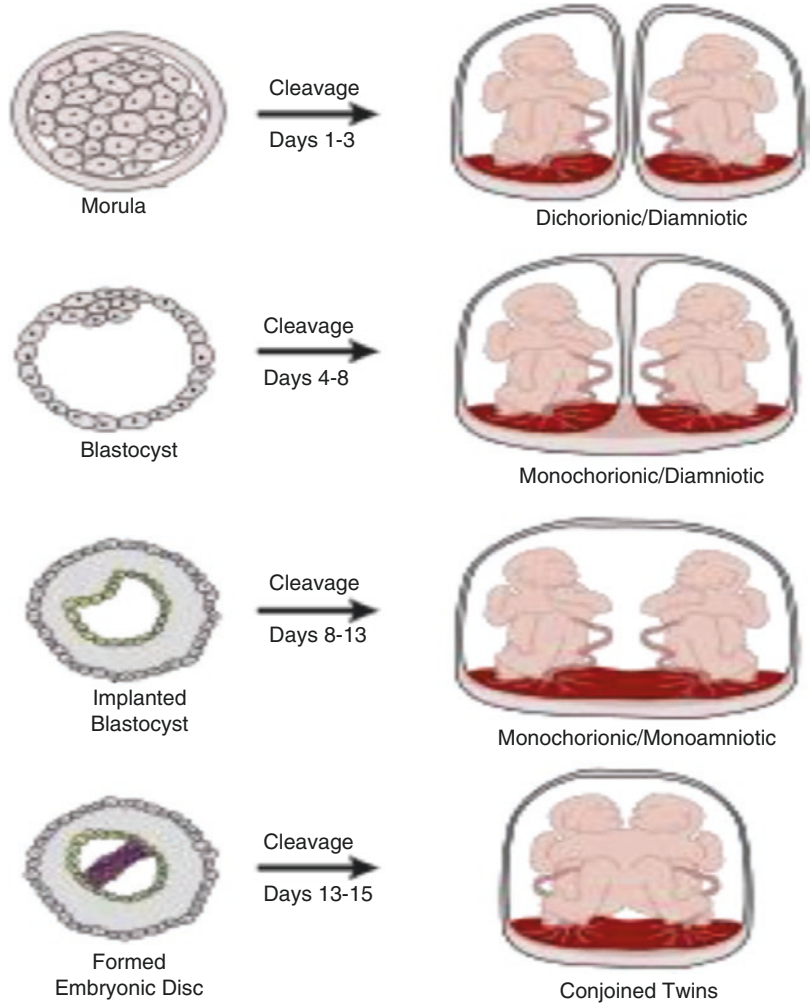 Cleavage
Days 1-3
Morula
Dichorionic/Diamniotic
Cleavage
Days 4-8
Blastocyst
Monochorionic/Diamniotic
Cleavage
Days 8-13
Implanted
Blastocyst
Monochorionic/Monoamniotic
Cleavage
Days 13-15
Formed
Embryonic Disc
Conjoined Twins